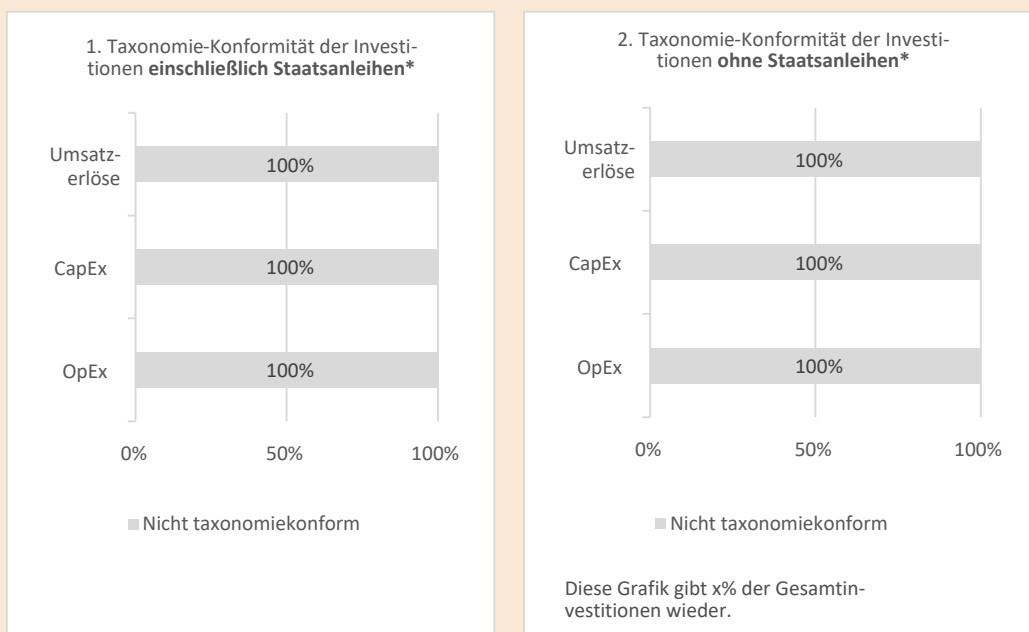 1. Taxonomie-Konformität der Investi-
tionen einschließlich Staatsanleihen*
Umsatz-
erlöse
100%
CapEx
100%
OpEx
100%
0%
50%
100%
Nicht taxonomiekonform
2. Taxonomie-Konformität der Investi-
tionen ohne Staatsanleihen*
Umsatz-
erlöse
100%
CapEx
100%
OpEx
100%
0%
50%
100%
Nicht taxonomiekonform
Diese Grafik gibt x% der Gesamtin-
vestitionen wieder.